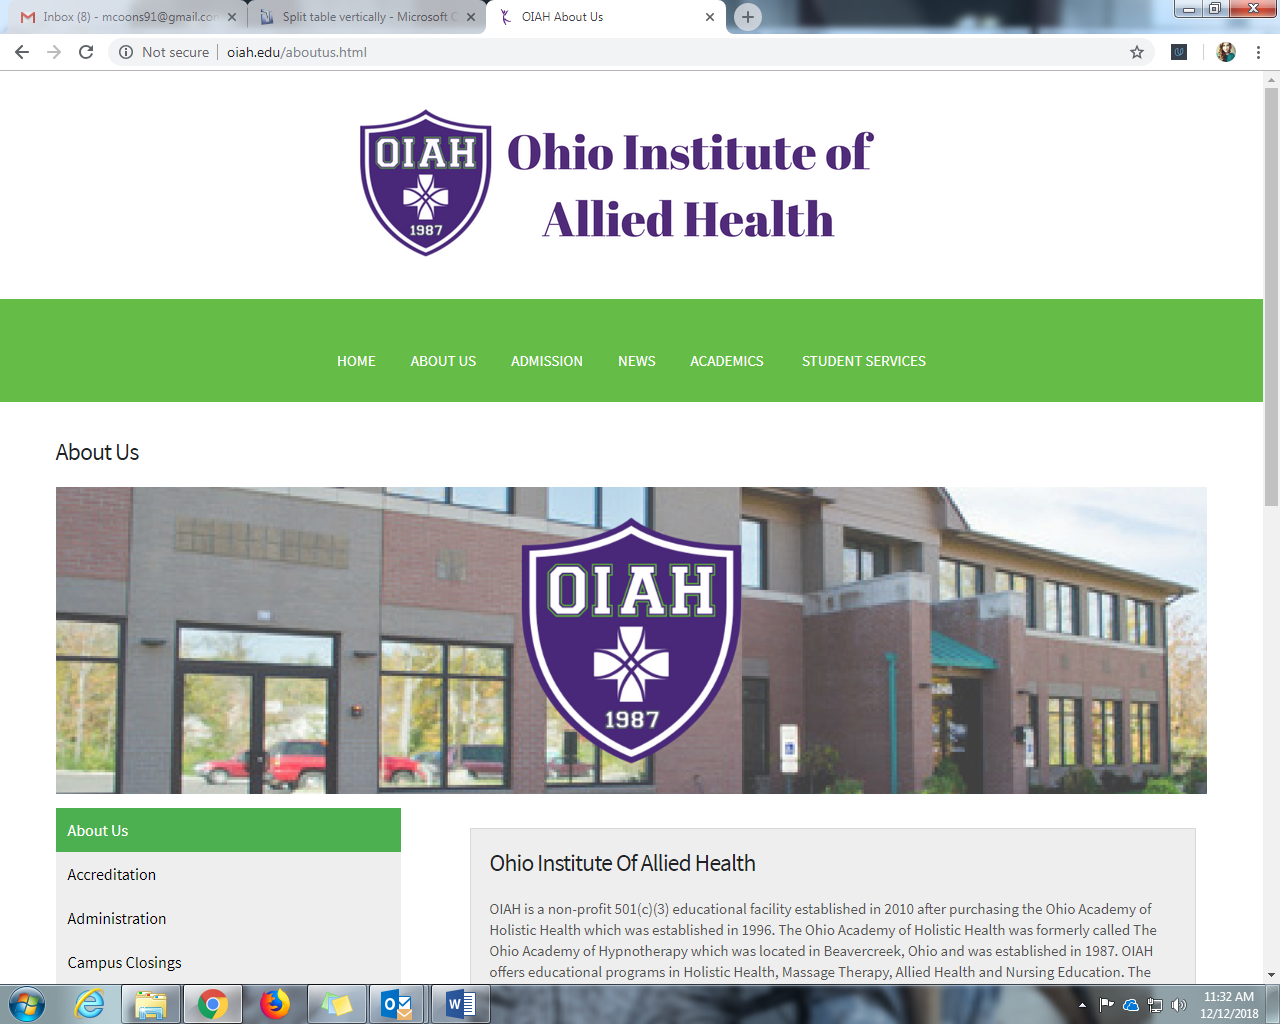 Inbox (8) - mcoons91@gmail.co
Split table vertically - Microsoft C
OIAH About Us
Not secure
oiah.edu/aboutus.html
OIAH
1987
Ohio Institute of
Allied Health
HOME ABOUT US ADMISSION NEWS ACADEMICS STUDENT SERVICES
About Us
OIAH
1987
About Us
Accreditation
Administration
Campus Closings
Ohio Institute Of Allied Health
OIAH is a non-profit 501(c)(3) educational facility established in 2010 after purchasing the Ohio Academy of
Holistic Health which was established in 1996. The Ohio Academy of Holistic Health was formerly called The
Ohio Academy of Hypnotherapy which was located in Beavercreek, Ohio and was established in 1987. OIAH
offers educational programs in Holistic Health, Massage Therapy, Allied Health and Nursing Education. The
11:32 AM
12/12/2018